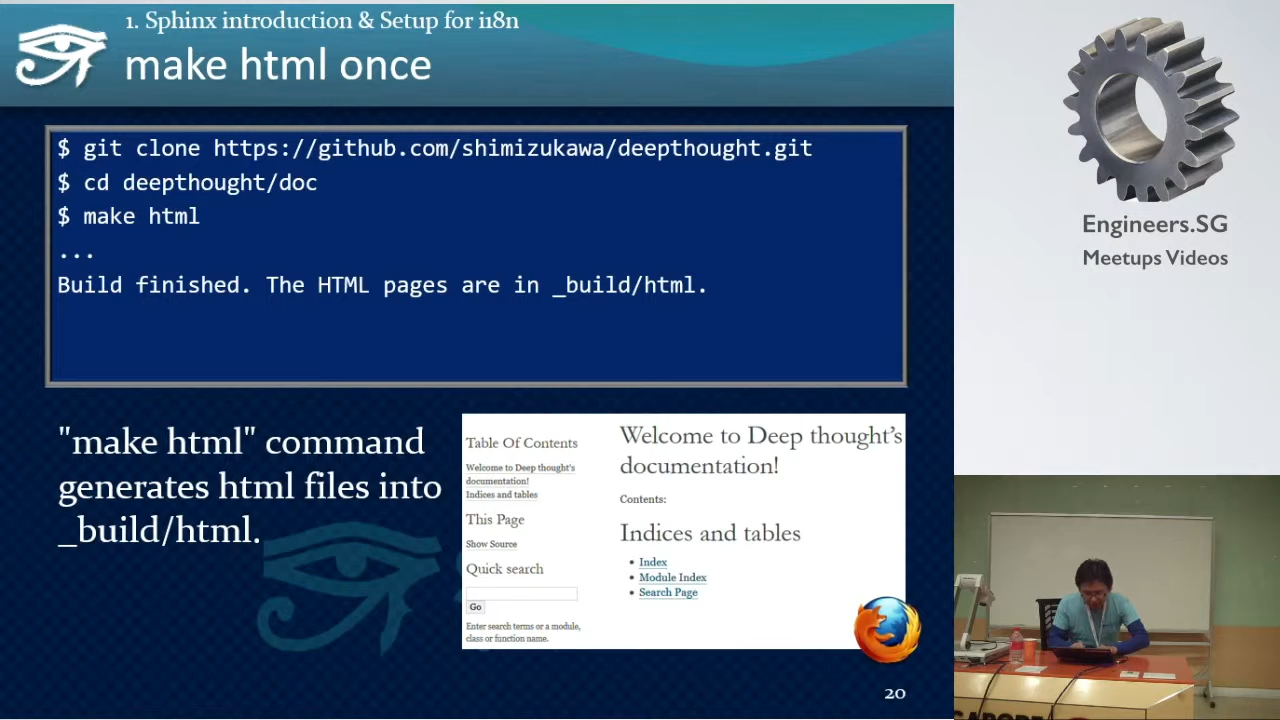 1. Sphinx introduction & Setup for i18n
make html once
$ git clone https://github.com/shimizukawa/deepthought.git
$ cd deepthought/doc
$ make html
...
Build finished. The HTML pages are in _build/html.
"make html" command
generates html files into
_build/html.
Table Of Contents
Welcome to Deep thought's
documentation!
Indices and tables
This Page
Show Source
Quick search
Go
Enter search terms or a module,
class or function name.
Welcome to Deep thought's
documentation!
Contents:
Indices and tables
• Index
• Module Index
• Search Page
20
Engineers.SG
Meetups Videos